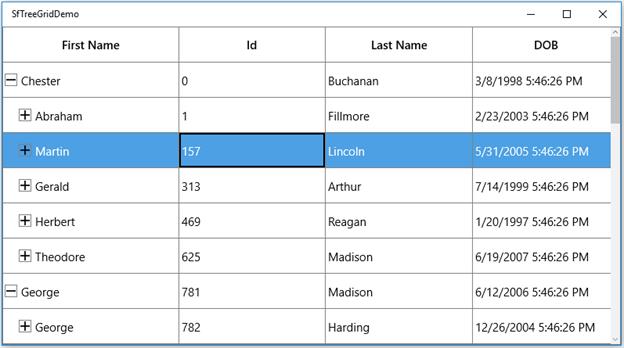 SfTreeGridDemo
First Name Id Last Name DOB
Chester 0 Buchanan 3/8/1998 5:46:26 PM
Abraham 1 Fillmore 2/23/2003 5:46:26 PM
Martin 157 Lincoln 5/31/2005 5:46:26 PM
Gerald 313 Arthur 7/14/1999 5:46:26 PM
Herbert 469 Reagan 1/20/1997 5:46:26 PM
Theodore 625 Madison 6/19/2007 5:46:26 PM
George 781 Madison 6/12/2006 5:46:26 PM
George 782 Harding 12/26/2004 5:46:26 PM